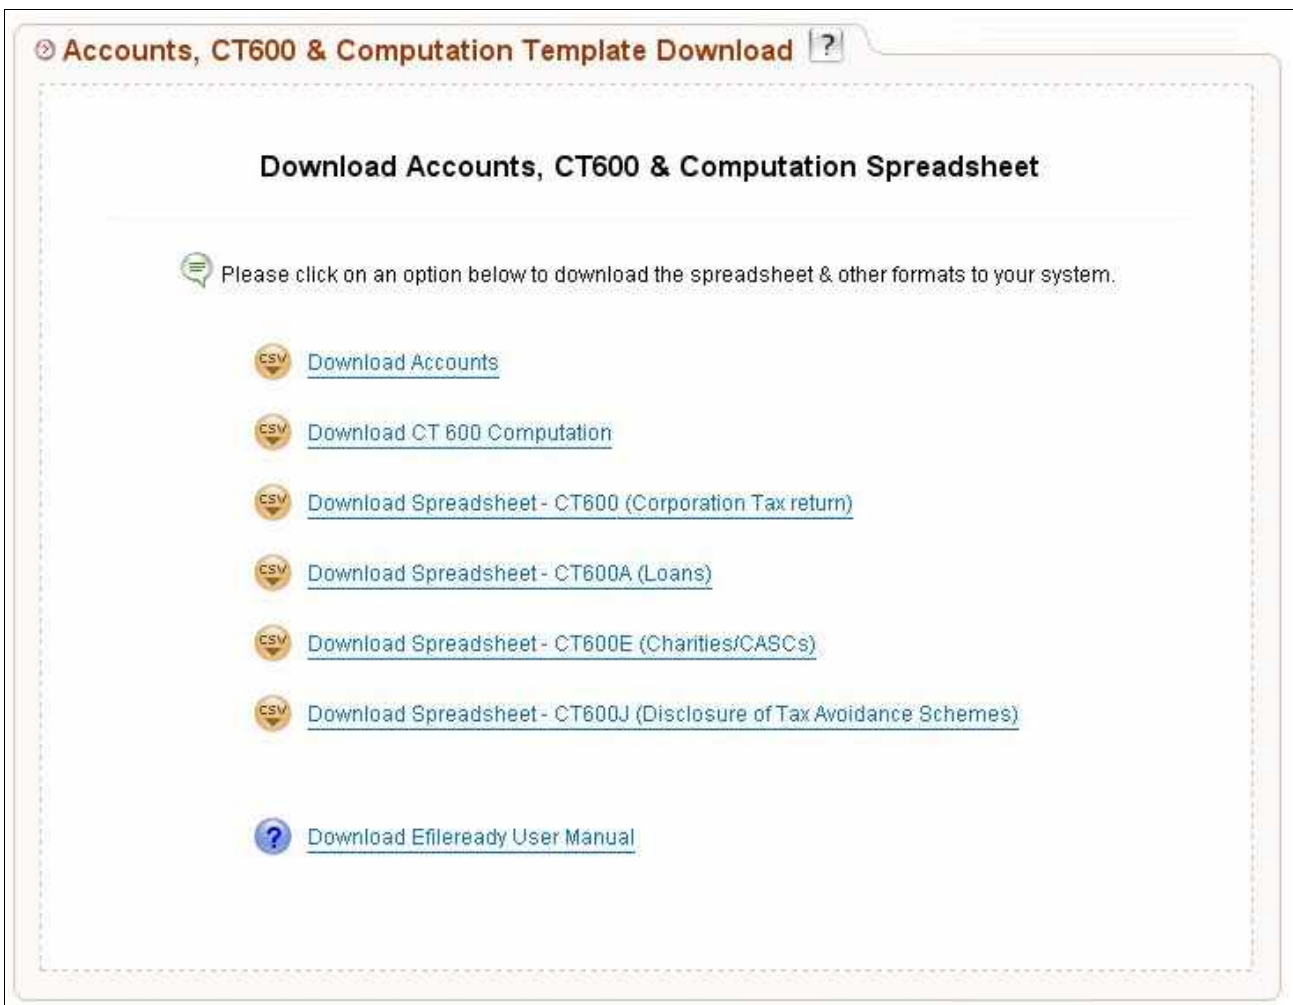 Accounts, CT600 & Computation Template Download ?
Download Accounts, CT600 & Computation Spreadsheet
Please click on an option below to download the spreadsheet & other formats to your system.
CSV Download Accounts
CSV Download CT 600 Computation
CSV Download Spreadsheet - CT600 (Corporation Tax return)
CSV Download Spreadsheet - CT600A (Loans)
CSV Download Spreadsheet - CT600E (Charities/CASCs)
CSV Download Spreadsheet - CT600J (Disclosure of Tax Avoidance Schemes)
? Download Efileready User Manual